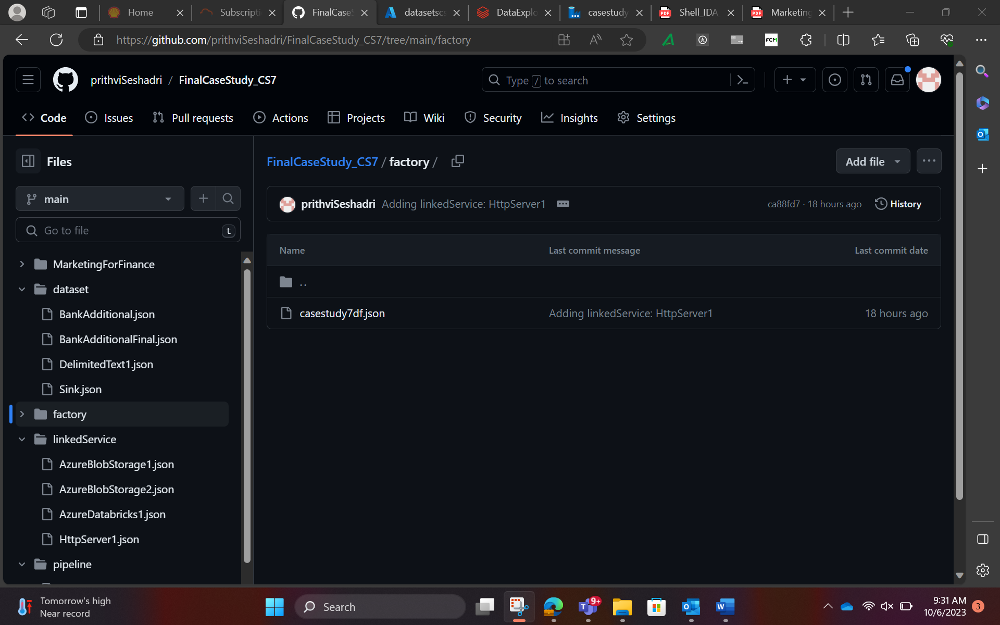 Home
Subscripti
FinalCaseS
datasetscs
DataExplo
casestudy
Shell_IDA
Marketing
https://github.com/prithviSeshadri/FinalCaseStudy_CS7/tree/main/factory
FCM
prithviSeshadri / FinalCaseStudy_CS7
Type / to search
Code
Issues
Pull requests
Actions
Projects
Wiki
Security
Insights
Settings
Files
main
Go to file
t
MarketingForFinance
dataset
BankAdditional.json
BankAdditionalFinal.json
DelimitedText1.json
Sink.json
factory
linkedService
AzureBlobStorage1.json
AzureBlobStorage2.json
AzureDatabricks1.json
HttpServer1.json
pipeline
FinalCaseStudy_CS7 / factory /
Add file
prithviSeshadri Adding linkedService: HttpServer1
ca88fd7 · 18 hours ago
History
Name Last commit message Last commit date
..
casestudy7df.json Adding linkedService: HttpServer1 18 hours ago
Tomorrow's high
Near record
Search
9+
9:31 AM
10/6/2023
3